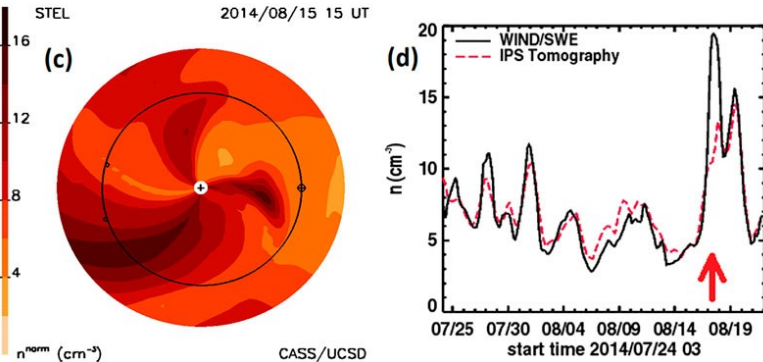 STEL 2014/08/15 15 UT
(c)
16
12
8
4
n^norm (cm⁻³) CASS/UCSD
(d)
WIND/SWE
IPS Tomography
n(cm⁻³)
20
15
10
5
0
07/25 07/30 08/04 08/09 08/14 08/19
start time 2014/07/24 03